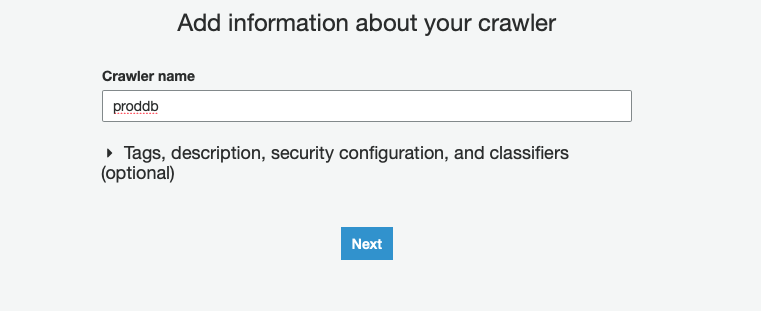 Add information about your crawler
Crawler name
proddb
Tags, description, security configuration, and classifiers
(optional)
Next